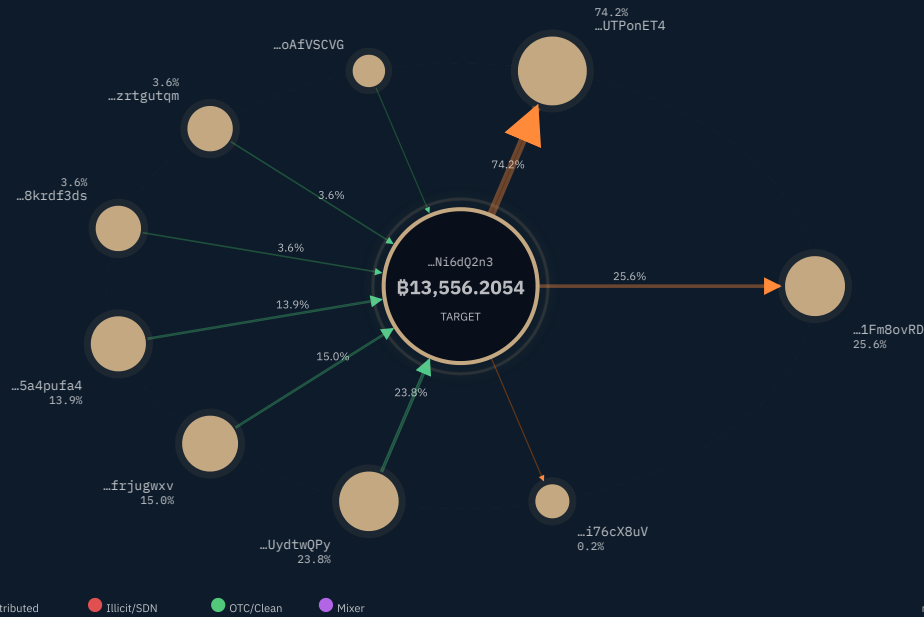 74.2%
…UTPonET4
…oAfVSCVG
3.6%
…zrtgutqm
74.2%
3.6%
…8krdf3ds
3.6%
3.6%
…Ni6dQ2n3
₿13,556.2054
TARGET
25.6%
13.9%
…1Fm8ovRD
25.6%
15.0%
…5a4pufa4
13.9%
23.8%
…frjugwxv
15.0%
…UydtwQPy
23.8%
…i76cX8uV
0.2%
tributed
Illicit/SDN
OTC/Clean
Mixer